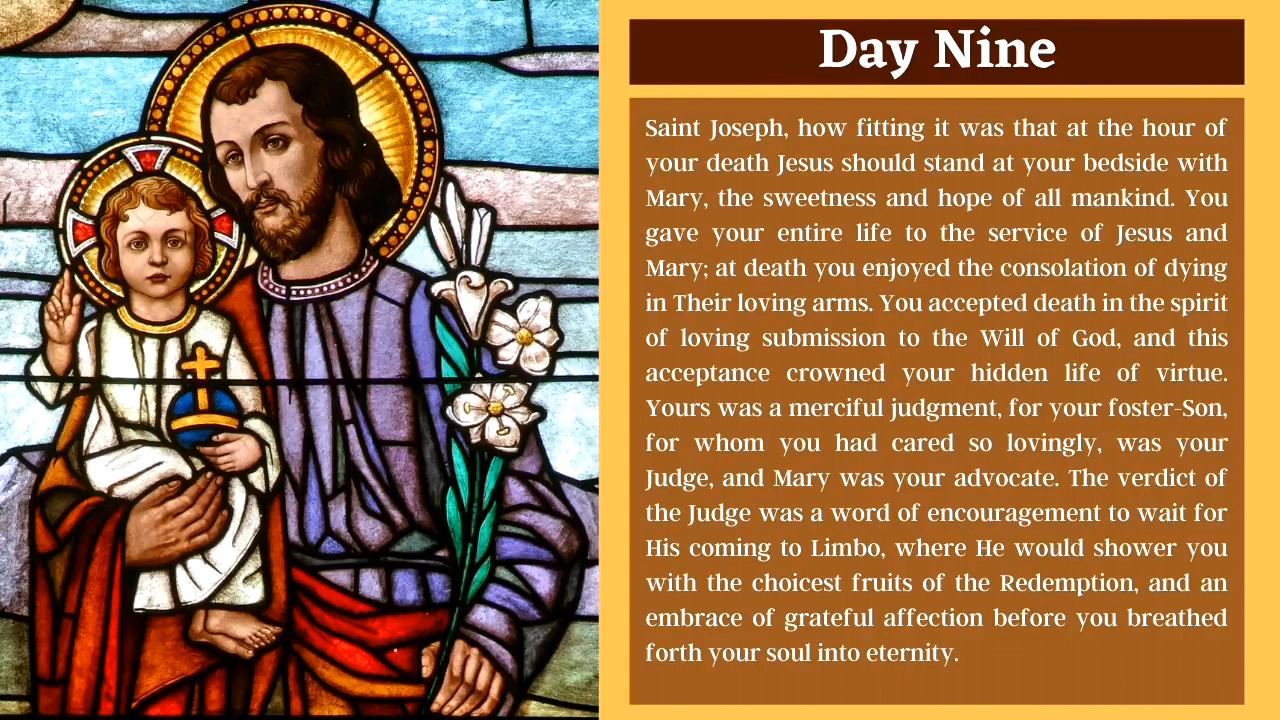 Day Nine
Saint Joseph, how fitting it was that at the hour of
your death Jesus should stand at your bedside with
Mary, the sweetness and hope of all mankind. You
gave your entire life to the service of Jesus and
Mary; at death you enjoyed the consolation of dying
in Their loving arms. You accepted death in the spirit
of loving submission to the Will of God, and this
acceptance crowned your hidden life of virtue.
Yours was a merciful judgment, for your foster-Son,
for whom you had cared so lovingly, was your
Judge, and Mary was your advocate. The verdict of
the Judge was a word of encouragement to wait for
His coming to Limbo, where He would shower you
with the choicest fruits of the Redemption, and an
embrace of grateful affection before you breathed
forth your soul into eternity.